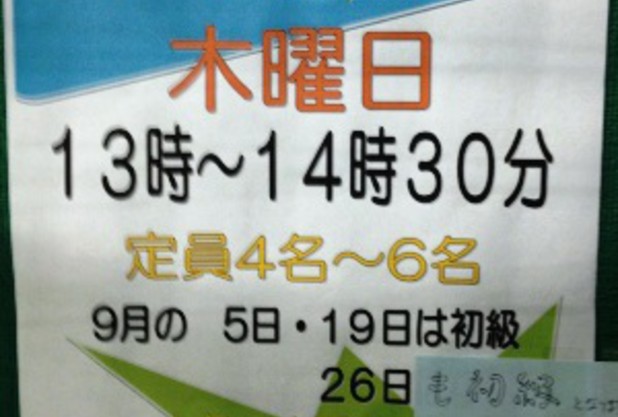 木曜日
13時～14時30分
定員4名～6名
9月の 5日・19日は初級
26日も初級